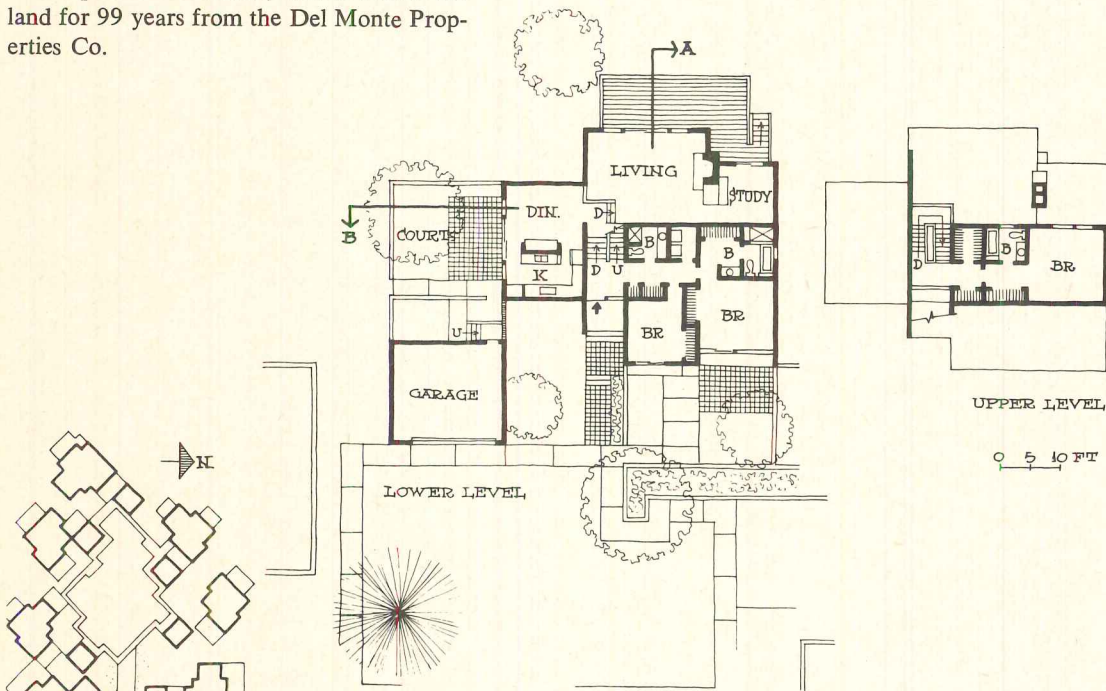 land for 99 years from the Del Monte Prop-
erties Co.
A
LIVING
STUDY
DIN.
D
B
COURT
B
B
K
D U
D
B
BR
BR
BR
U
GARAGE
UPPER LEVEL
0 5 10 FT
N.
LOWER LEVEL